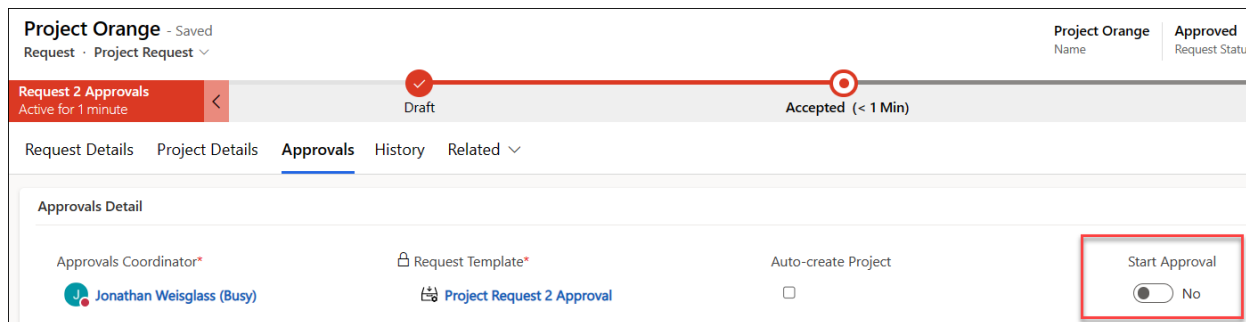 Project Orange - Saved
Request · Project Request
Project Orange
Name
Approved
Request Statu
Request 2 Approvals
Active for 1 minute
Draft
Accepted (< 1 Min)
Request Details Project Details Approvals History Related
Approvals Detail
Approvals Coordinator* Request Template* Auto-create Project Start Approval
J Jonathan Weisglass (Busy) Project Request 2 Approval No